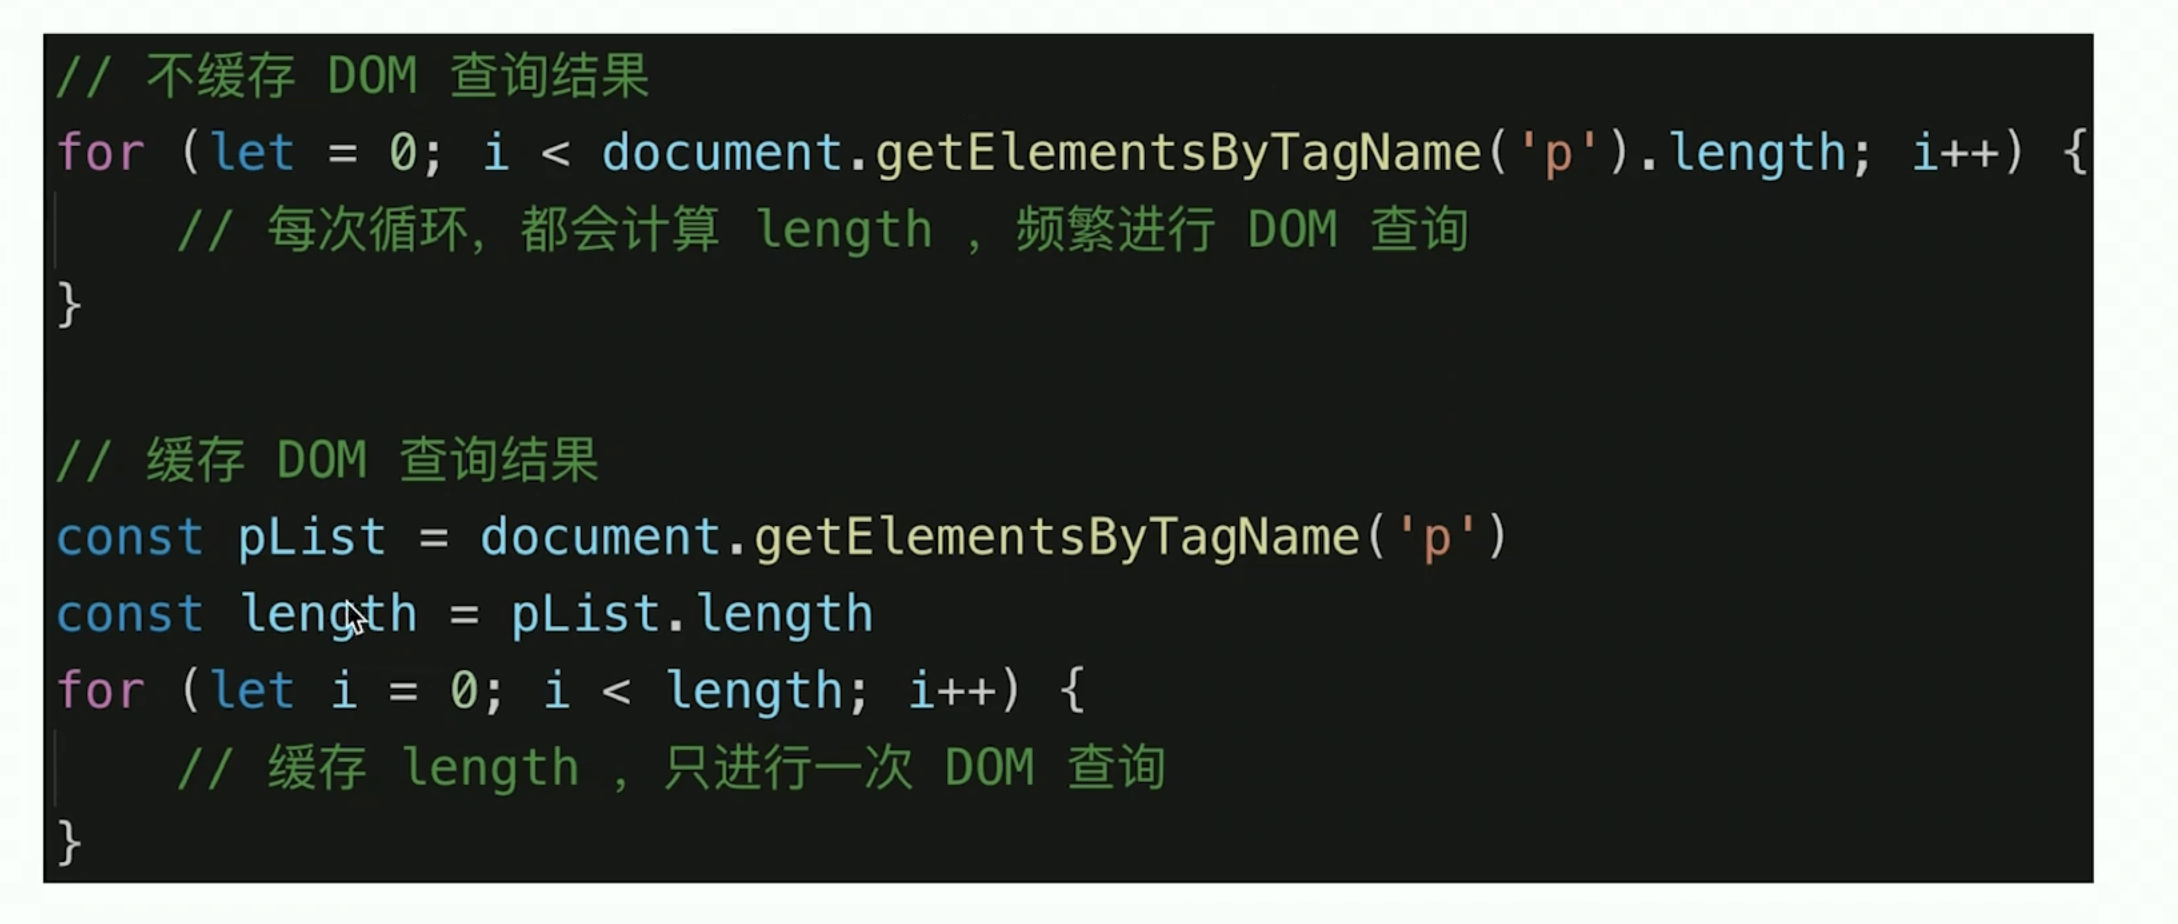 // 不缓存 DOM 查询结果
for (let = 0; i < document.getElementsByTagName('p').length; i++) {
    // 每次循环，都会计算 length ，频繁进行 DOM 查询
}
// 缓存 DOM 查询结果
const pList = document.getElementsByTagName('p')
const length = pList.length
for (let i = 0; i < length; i++) {
    // 缓存 length ，只进行一次 DOM 查询
}